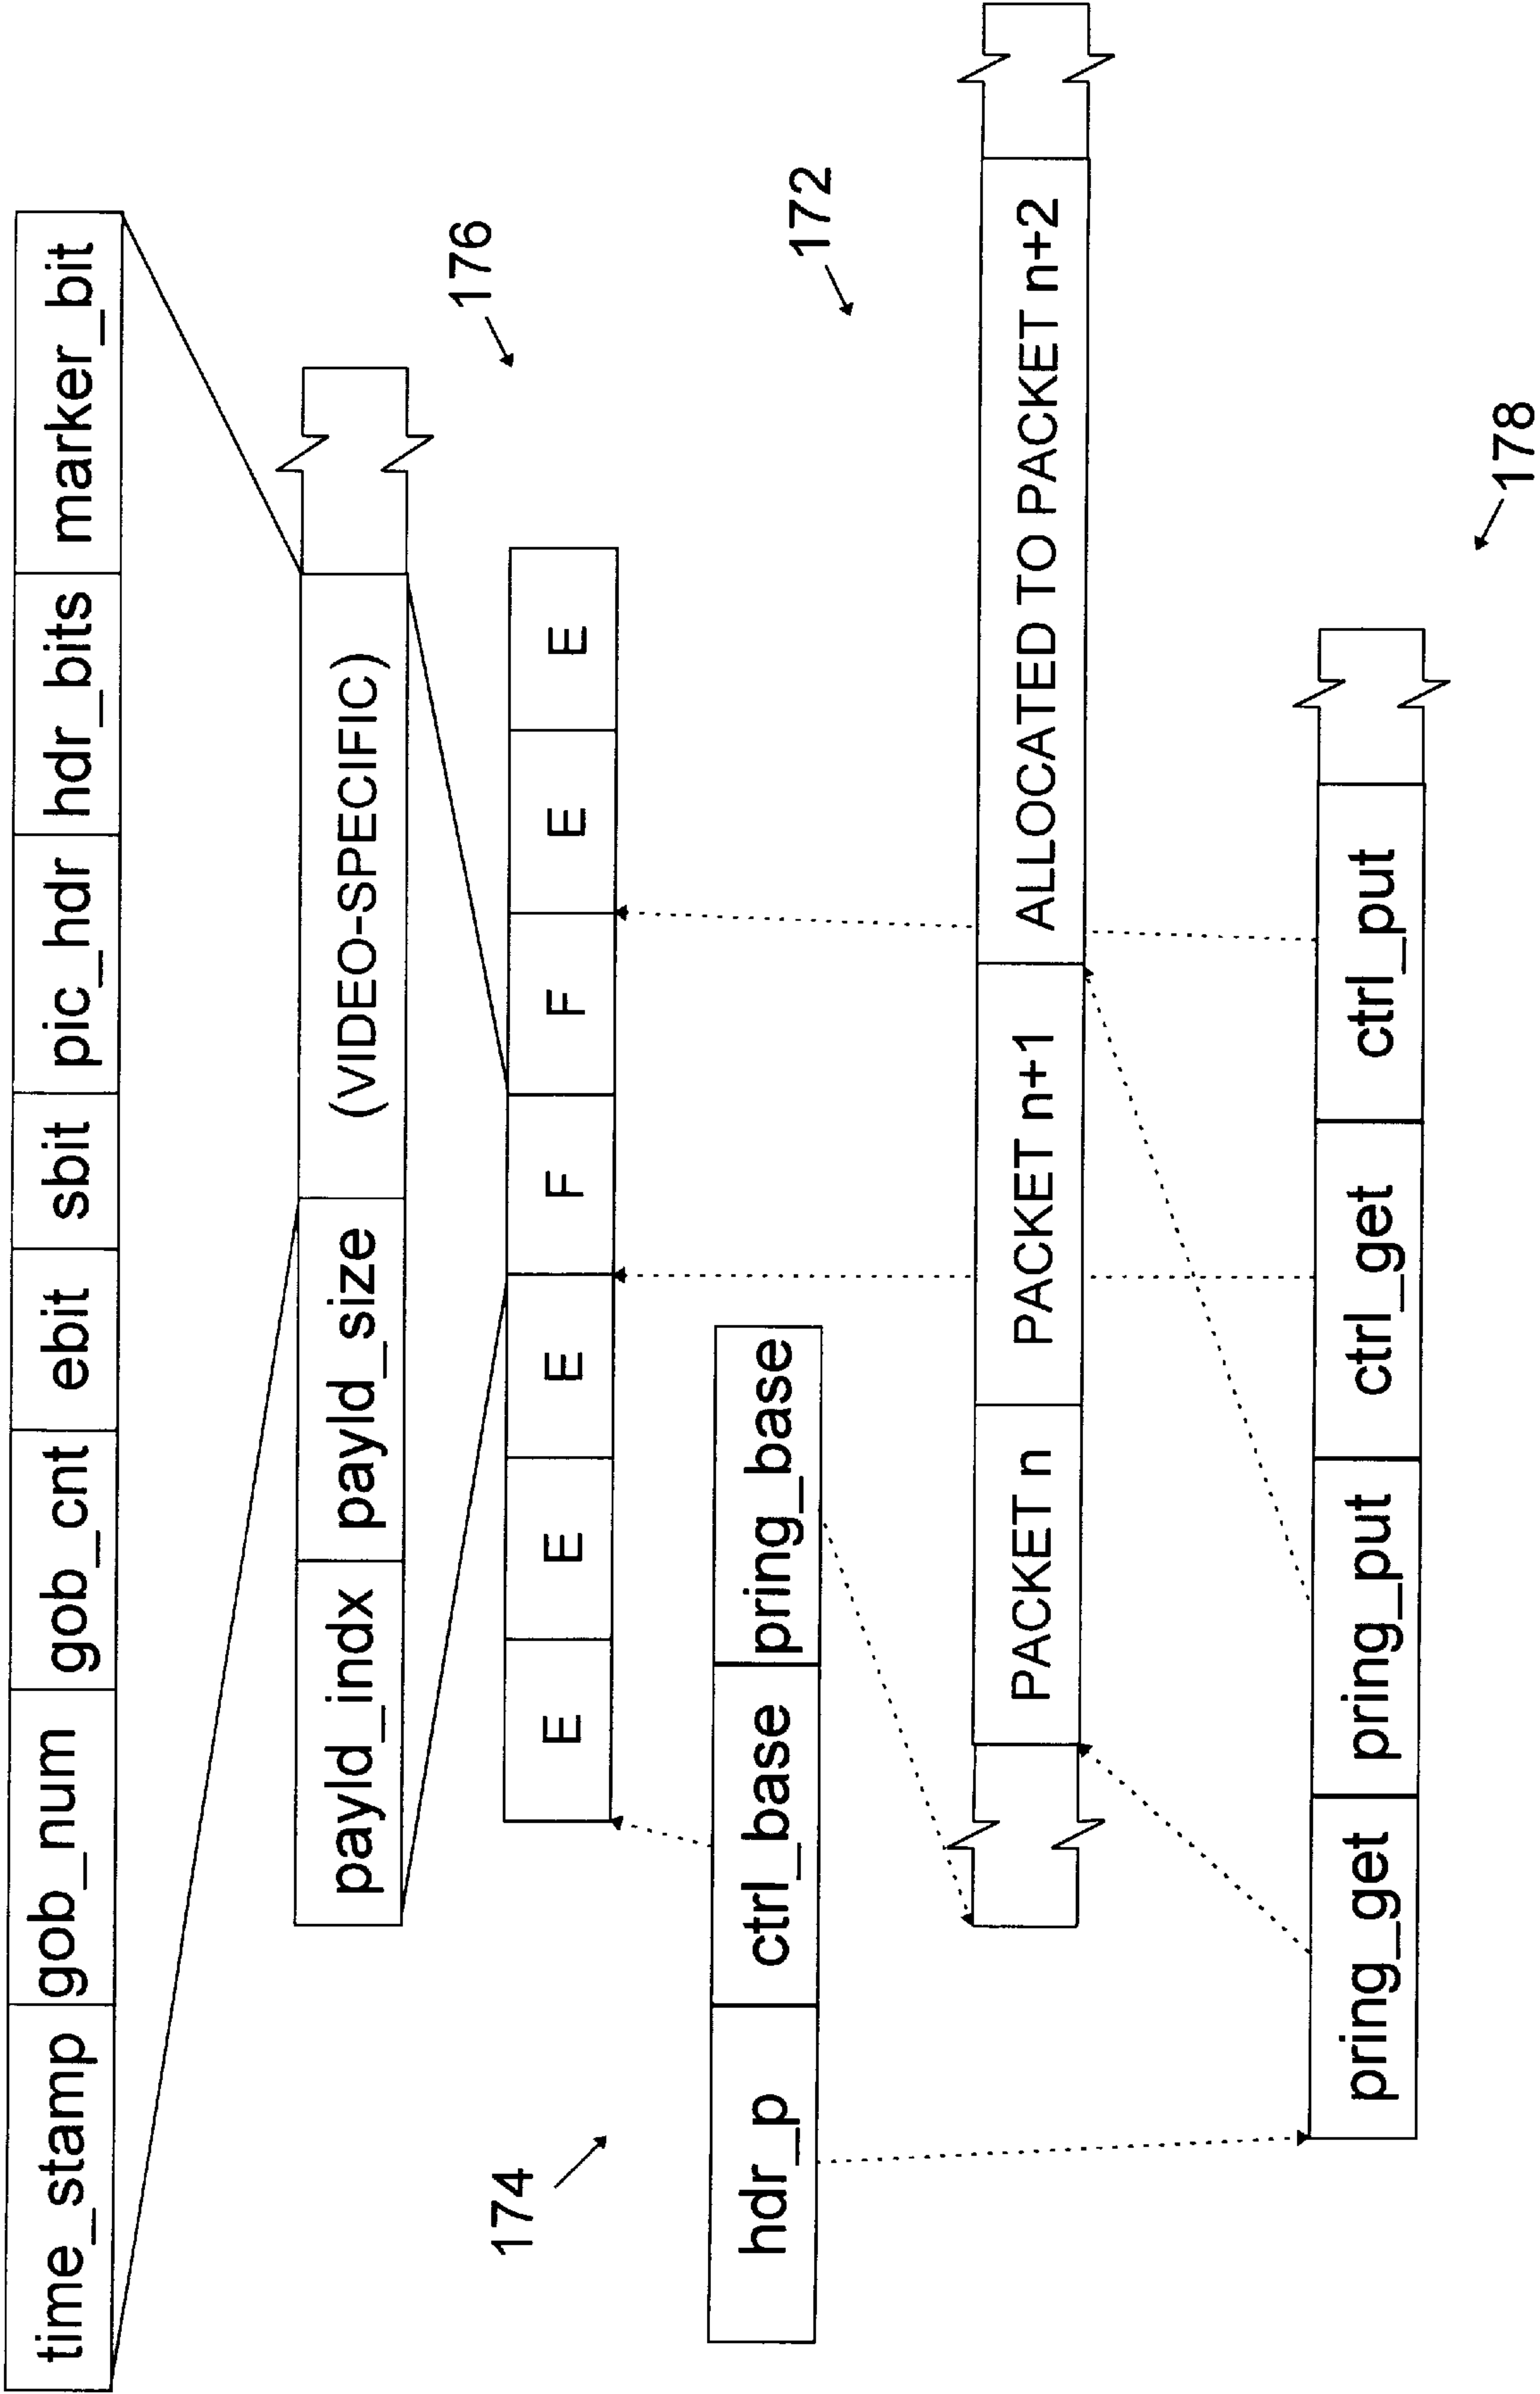 time_stamp gob_num gob_cnt ebit sbit pic_hdr hdr_bits marker_bit
payld_indx payld_size (VIDEO-SPECIFIC)
176
E E E F F E E
174
hdr_p ctrl_base pring_base
172
PACKET n PACKET n+1 ALLOCATED TO PACKET n+2
pring_get pring_put ctrl_get ctrl_put
178